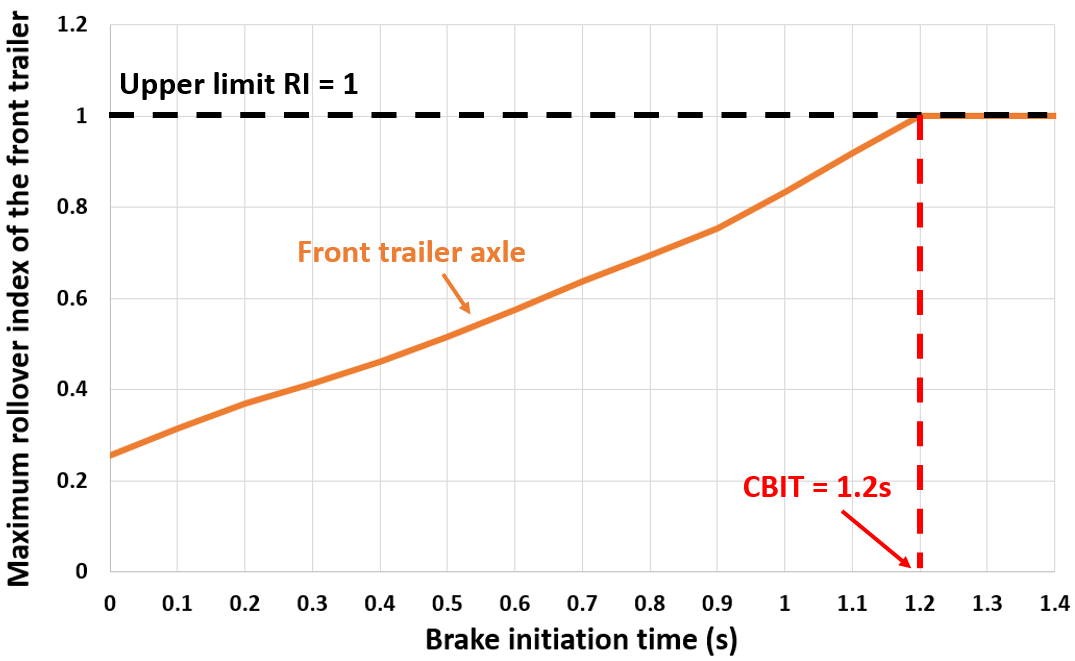 Maximum rollover index of the front trailer
1.2
1
0.8
0.6
0.4
0.2
0
Upper limit RI = 1
Front trailer axle
CBIT = 1.2s
0 0.1 0.2 0.3 0.4 0.5 0.6 0.7 0.8 0.9 1 1.1 1.2 1.3 1.4
Brake initiation time (s)